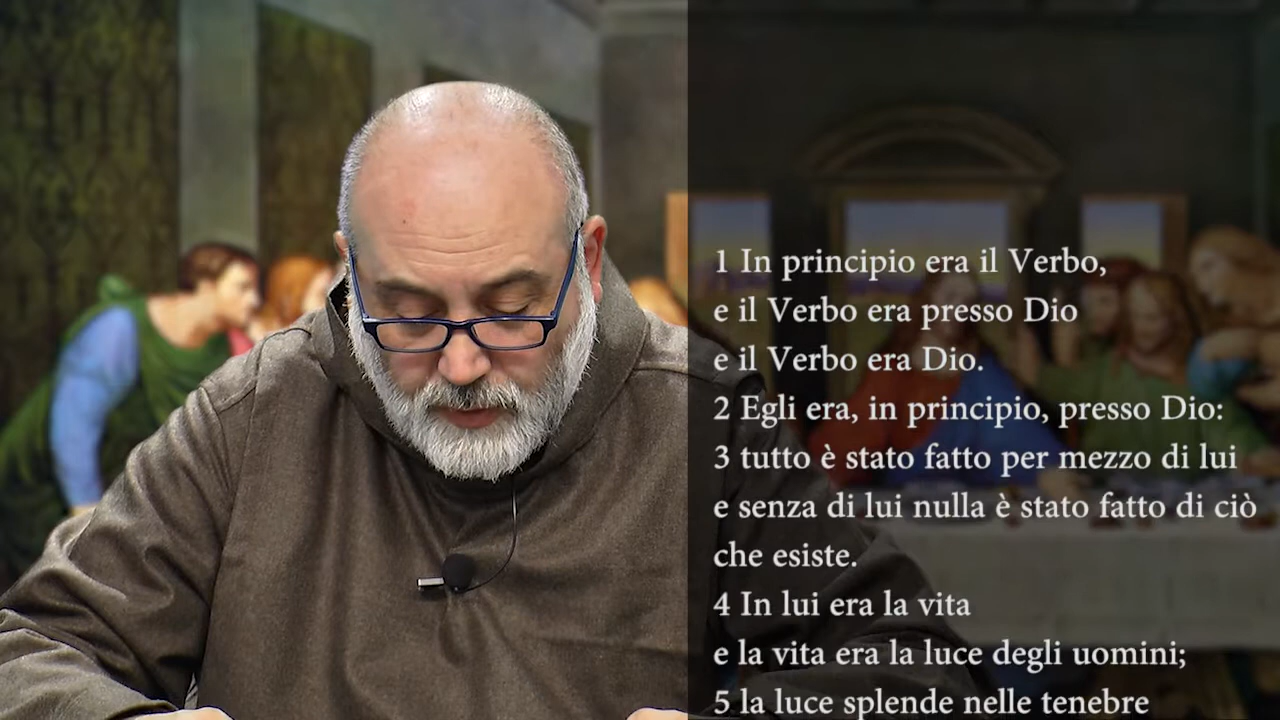 1 In principio era il Verbo,
e il Verbo era presso Dio
e il Verbo era Dio.
2 Egli era, in principio, presso Dio:
3 tutto è stato fatto per mezzo di lui
e senza di lui nulla è stato fatto di ciò
che esiste.
4 In lui era la vita
e la vita era la luce degli uomini;
5 la luce splende nelle tenebre